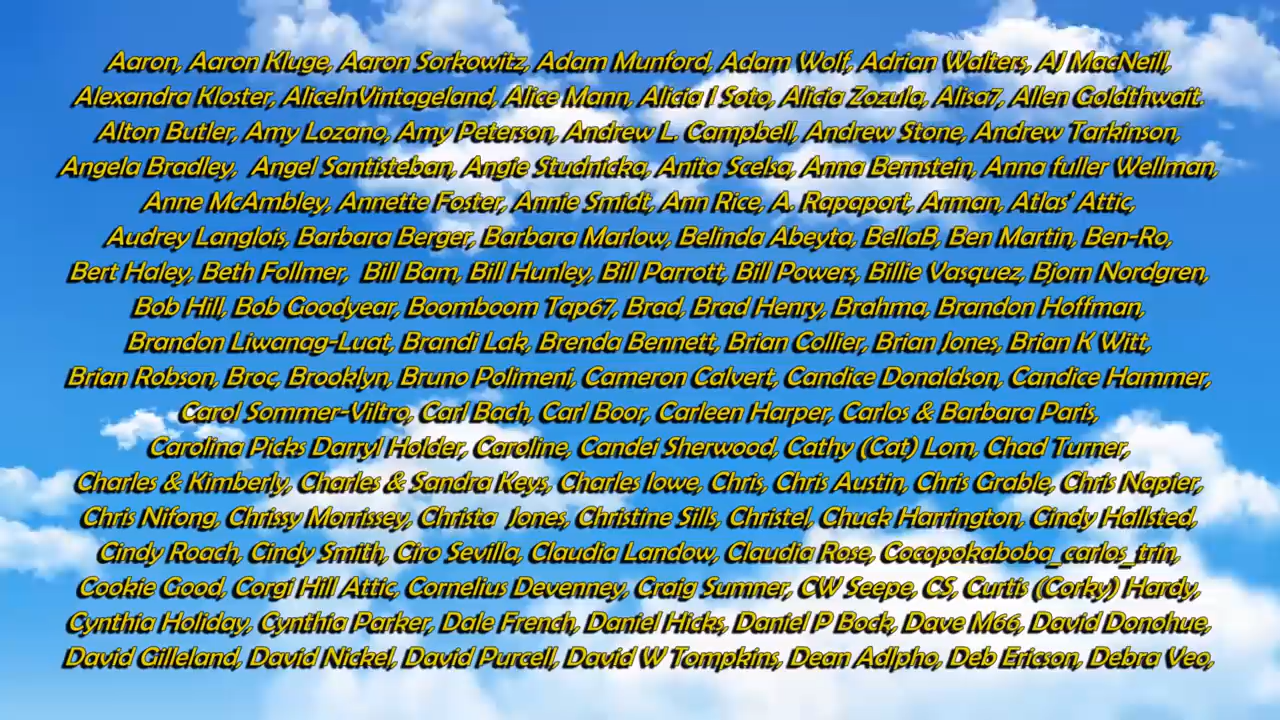 Aaron, Aaron Kluge, Aaron Sorkowitz, Adam Munford, Adam Wolf, Adrian Walters, AJ MacNeill,
Alexandra Kloster, AliceInVintageland, Alice Mann, Alicia I Soto, Alicia Zozula, Alisa7, Allen Goldthwait.
Alton Butler, Amy Lozano, Amy Peterson, Andrew L. Campbell, Andrew Stone, Andrew Tarkinson,
Angela Bradley, Angel Santisteban, Angie Studnicka, Anita Scelsa, Anna Bernstein, Anna fuller Wellman,
Anne McAmbley, Annette Foster, Annie Smidt, Ann Rice, A. Rapaport, Arman, Atlas' Attic,
Audrey Langlois, Barbara Berger, Barbara Marlow, Belinda Abeyta, BellaB, Ben Martin, Ben-Ro,
Bert Haley, Beth Follmer, Bill Bam, Bill Hunley, Bill Parrott, Bill Powers, Billie Vasquez, Bjorn Nordgren,
Bob Hill, Bob Goodyear, Boomboom Tap67, Brad, Brad Henry, Brahma, Brandon Hoffman,
Brandon Liwanag-Luat, Brandi Lak, Brenda Bennett, Brian Collier, Brian Jones, Brian K Witt,
Brian Robson, Broc, Brooklyn, Bruno Polimeni, Cameron Calvert, Candice Donaldson, Candice Hammer,
Carol Sommer-Viltro, Carl Bach, Carl Boor, Carleen Harper, Carlos & Barbara Paris,
Carolina Picks Darryl Holder, Caroline, Candei Sherwood, Cathy (Cat) Lom, Chad Turner,
Charles & Kimberly, Charles & Sandra Keys, Charles lowe, Chris, Chris Austin, Chris Grable, Chris Napier,
Chris Nifong, Chrissy Morrissey, Christa Jones, Christine Sills, Christel, Chuck Harrington, Cindy Hallsted,
Cindy Roach, Cindy Smith, Ciro Sevilla, Claudia Landow, Claudia Rose, Cocopokaboba_carlos_trin,
Cookie Good, Corgi Hill Attic, Cornelius Devenney, Craig Sumner, CW Seepe, CS, Curtis (Corky) Hardy,
Cynthia Holiday, Cynthia Parker, Dale French, Daniel Hicks, Daniel P Bock, Dave M66, David Donohue,
David Gilleland, David Nickel, David Purcell, David W Tompkins, Dean Adlpho, Deb Ericson, Debra Veo,